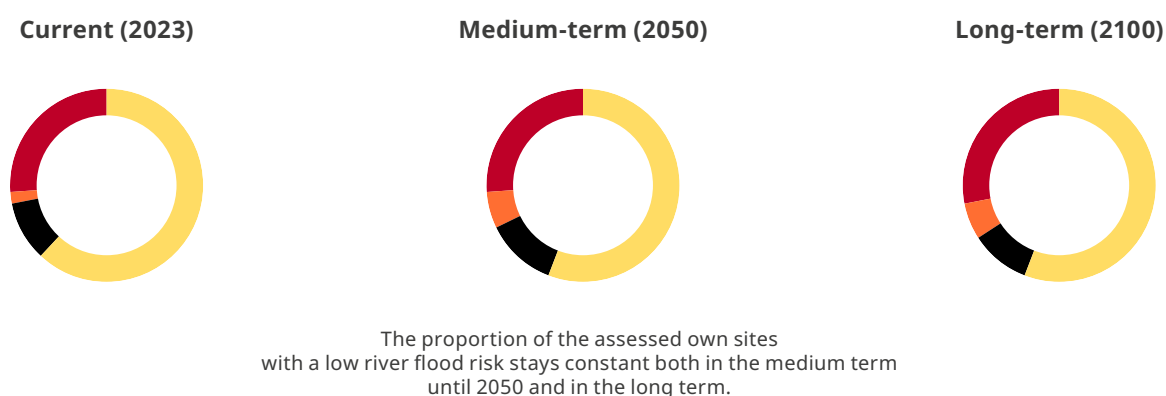 Current (2023)
Medium-term (2050)
Long-term (2100)
The proportion of the assessed own sites
with a low river flood risk stays constant both in the medium term
until 2050 and in the long term.